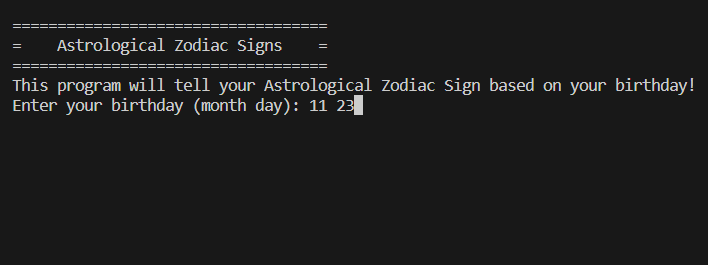 ===================================
=    Astrological Zodiac Signs    =
===================================
This program will tell your Astrological Zodiac Sign based on your birthday!
Enter your birthday (month day): 11 23